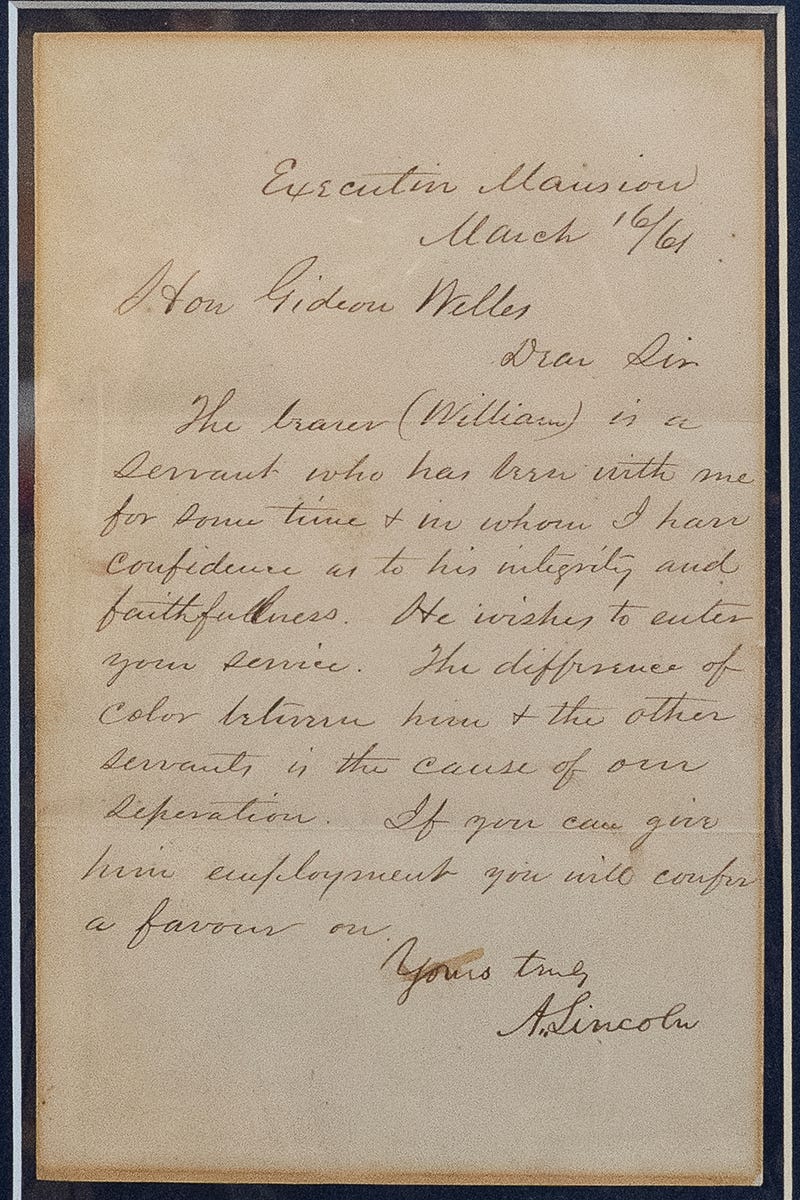 Executive Mansion
March 16/61
Hon Gideon Welles
Dear Sir
The bearer (William) is a
servant who has been with me
for some time & in whom I have
confidence as to his integrity and
faithfullness. He wishes to enter
your service. The difference of
color between him & the other
servants is the cause of our
seperation. If you can give
him employment you will confer
a favour on
Yours truly
A. Lincoln